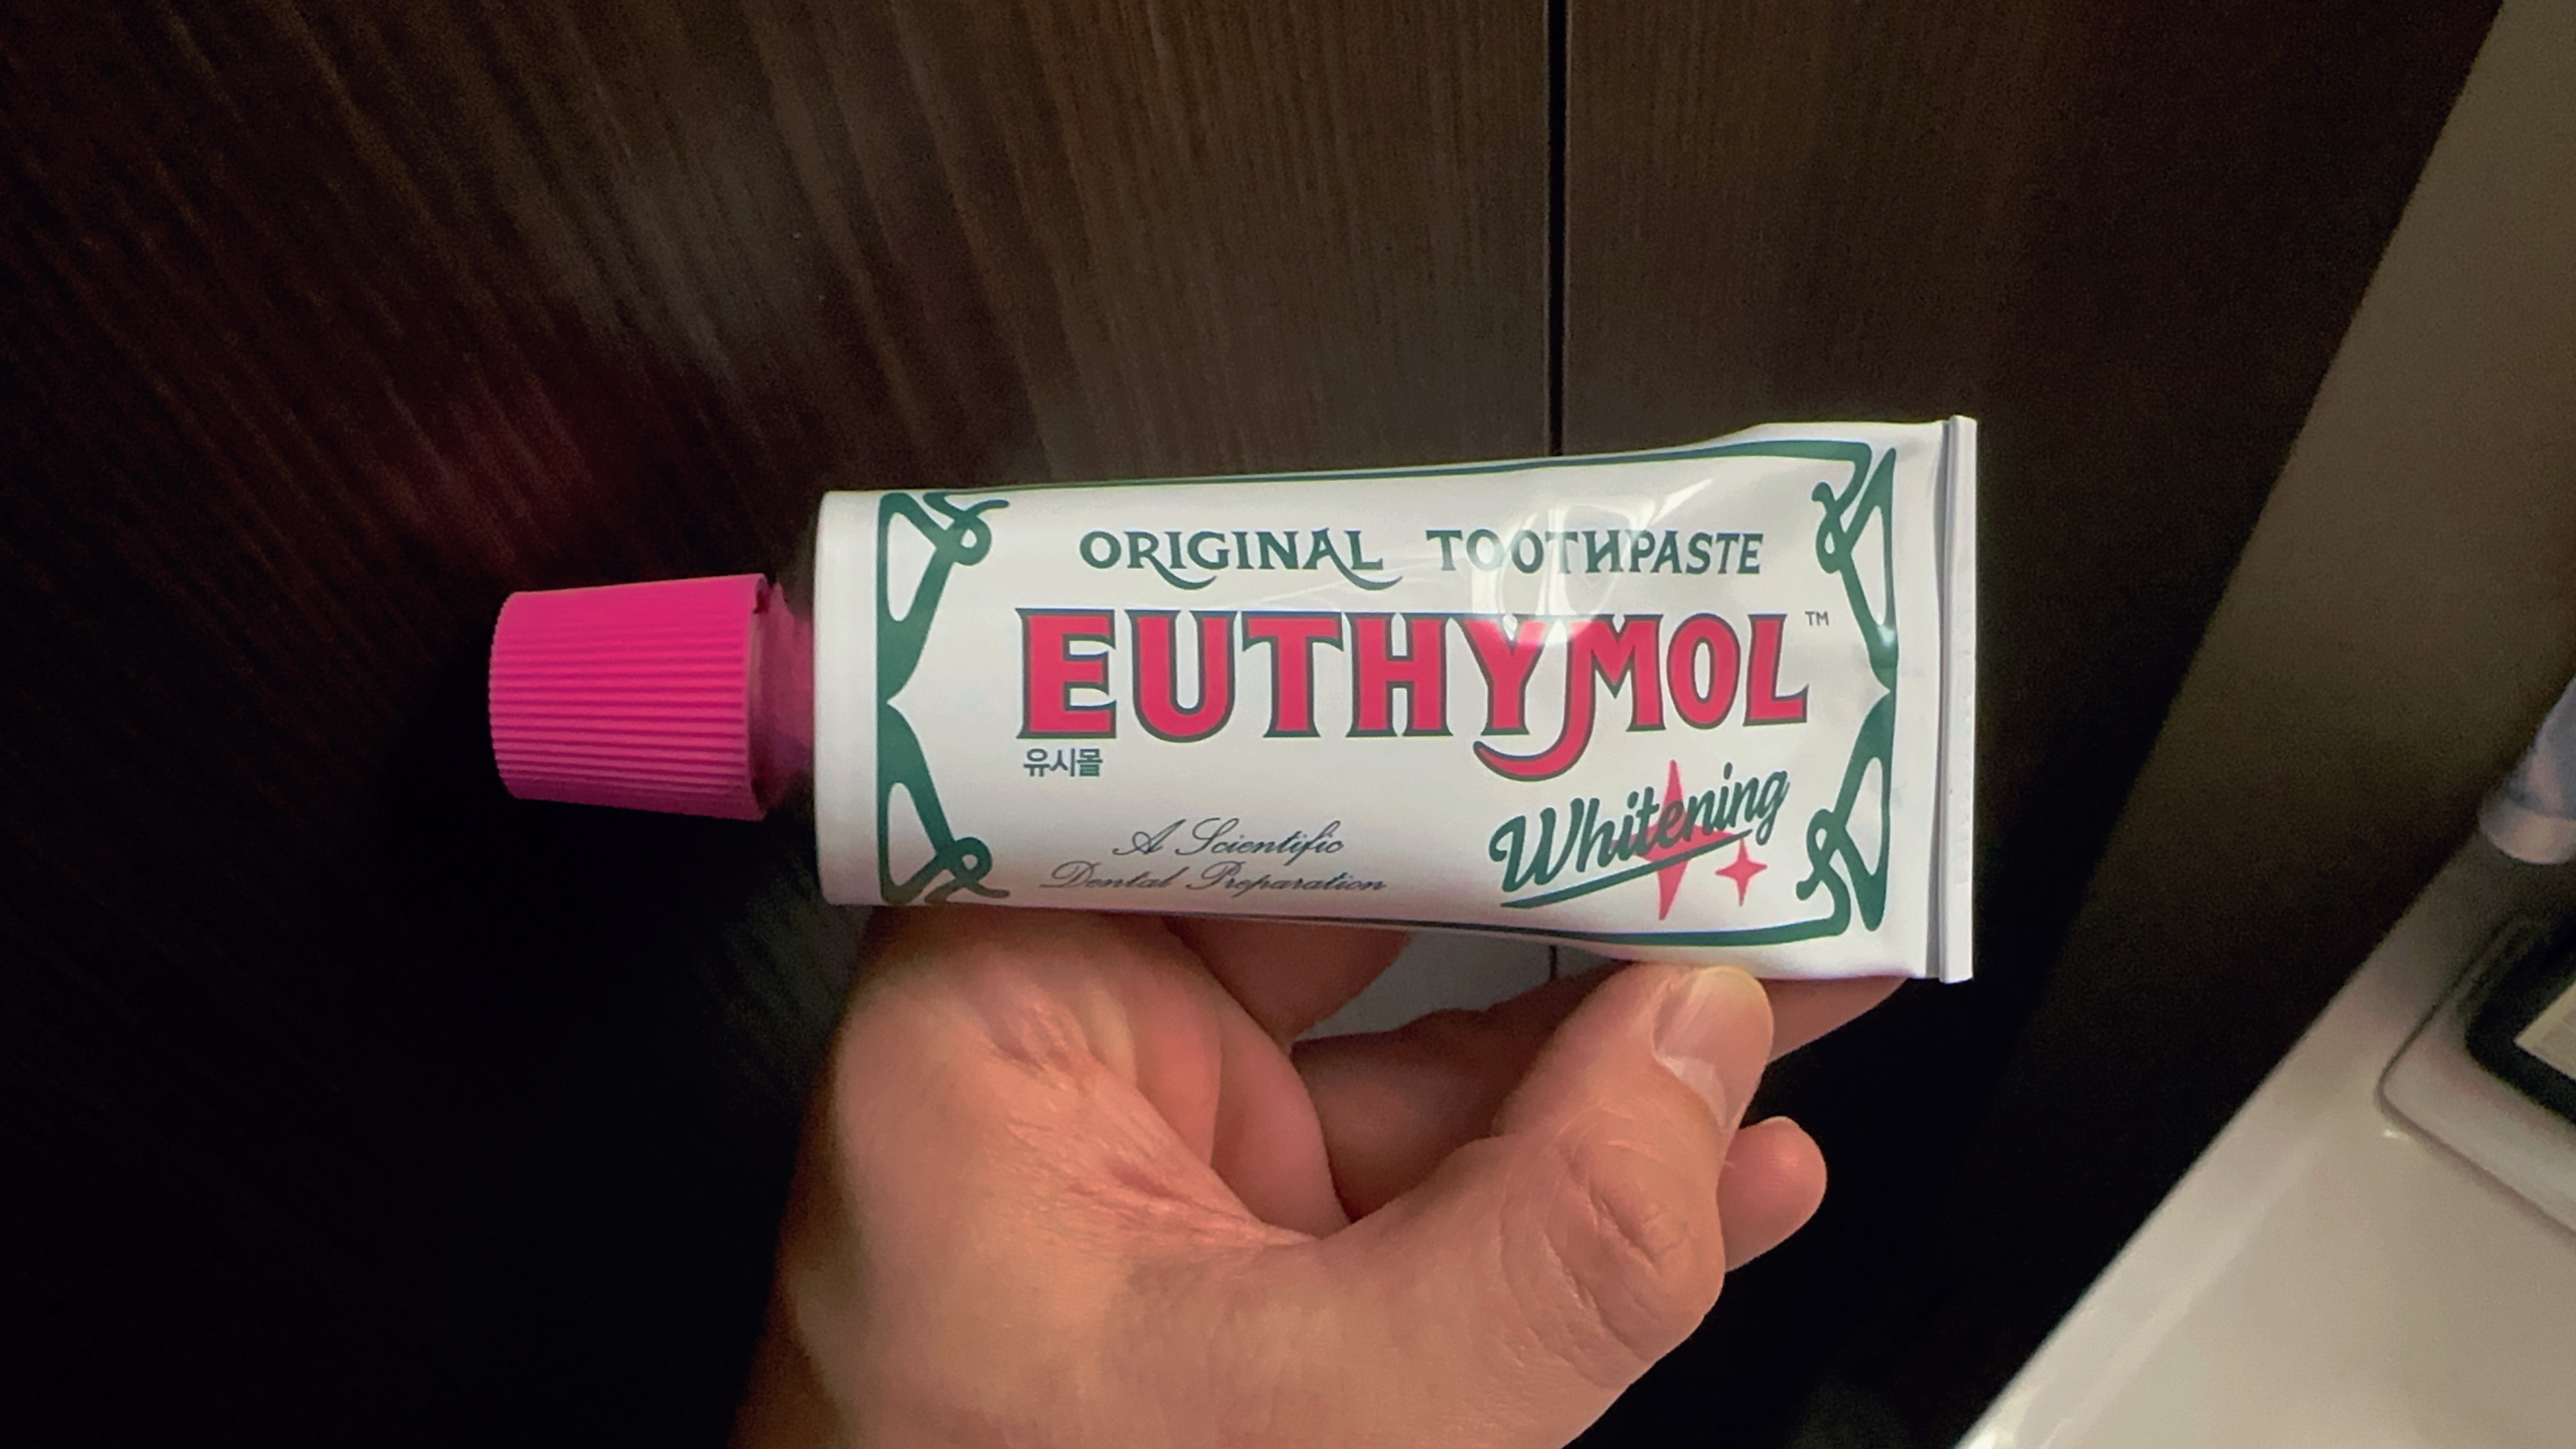 ORIGINAL TOOTHPASTE
EUTHYMOL™
유시몰
Whitening
A Scientific
Dental Preparation